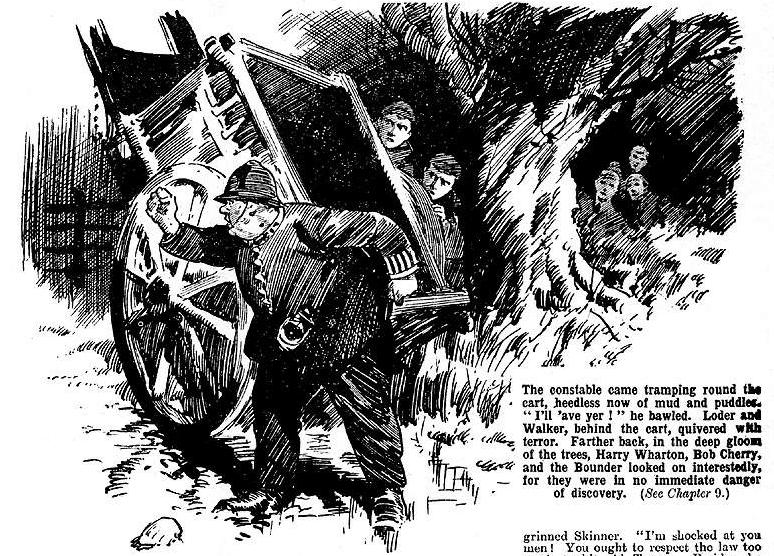 The constable came tramping round the
cart, heedless now of mud and puddles.
"I'll 'ave yer!" he bawled. Loder and
Walker, behind the cart, quivered with
terror. Farther back, in the deep gloom
of the trees, Harry Wharton, Bob Cherry,
and the Bounder looked on interestedly,
for they were in no immediate danger
of discovery. (See Chapter 9.)
grinned Skinner. "I'm shocked at you
men! You ought to respect the law too